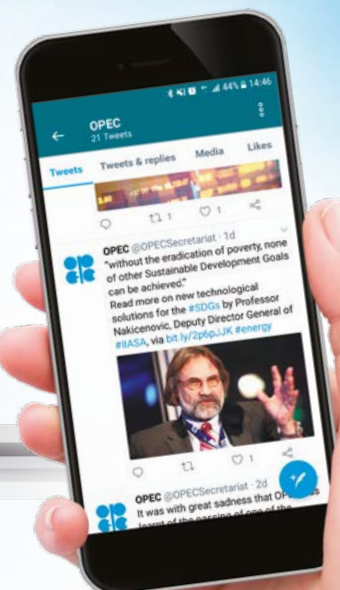 44% 14:46
OPEC
21 Tweets
Tweets Tweets & replies Media Likes
1 1
OPEC @OPECSecretariat · 1d
"without the eradication of poverty, none
of other Sustainable Development Goals
can be achieved."
Read more on new technological
solutions for the #SDGs by Professor
Nakicenovic, Deputy Director General of
#IIASA, via bit.ly/2p6pJJK #energy
1
OPEC @OPECSecretariat · 2d
It was with great sadness that
learnt of the passing of one of the